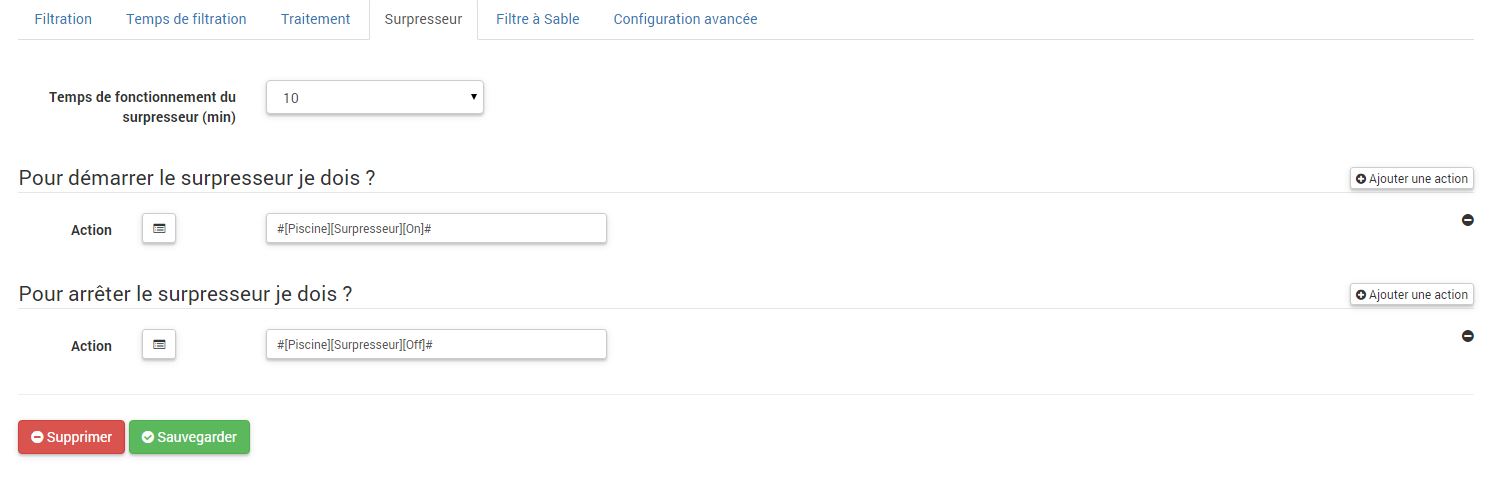 Filtration Temps de filtration Traitement Surpresseur Filtre à Sable Configuration avancée
Temps de fonctionnement du
surpresseur (min)
10
Pour démarrer le surpresseur je dois ?
Ajouter une action
Action
#[Piscine][Surpresseur][On]#
Pour arrêter le surpresseur je dois ?
Ajouter une action
Action
#[Piscine][Surpresseur][Off]#
Supprimer
Sauvegarder